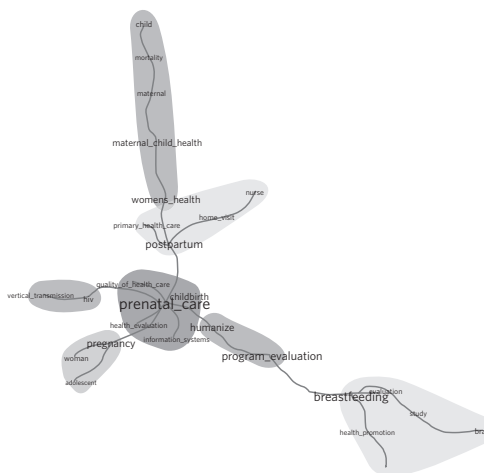 child
mortality
maternal
maternal_child_health
nurse
womens_health
home_visit
primary_health_care
postpartum
quality_of_health_care
vertical_transmission
hiv
childbirth
prenatal_care
health_evaluation
humanize
information_systems
pregnancy
program_evaluation
woman
adolescent
evaluation
breastfeeding
study
health_promotion